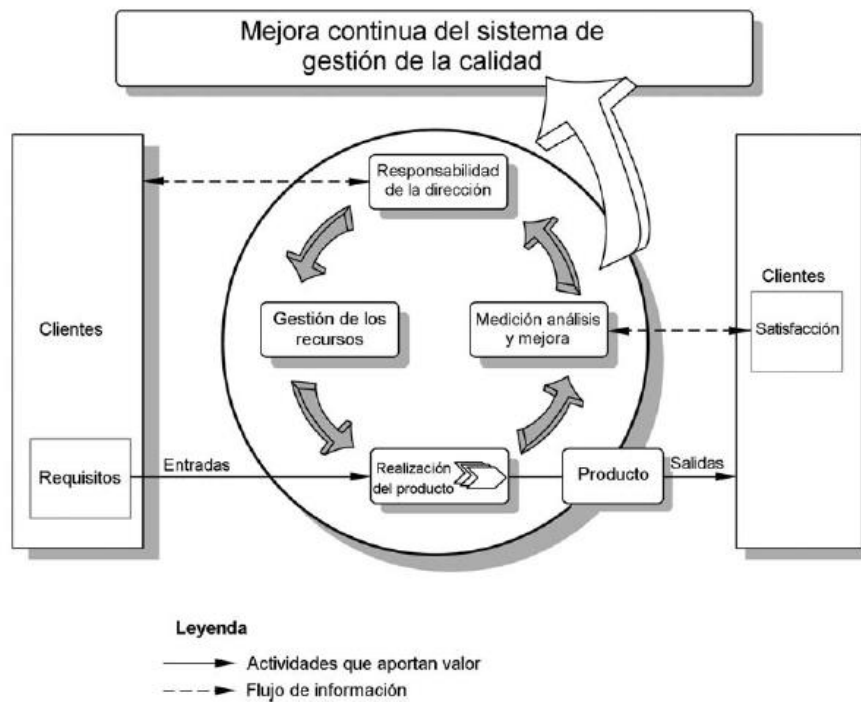 Mejora continua del sistema de
gestión de la calidad
Responsabilidad
de la dirección
Clientes
Gestión de los
recursos
Medición análisis
y mejora
Clientes
Satisfacción
Requisitos
Entradas
Realización
del producto
Producto
Salidas
Leyenda
Actividades que aportan valor
Flujo de información